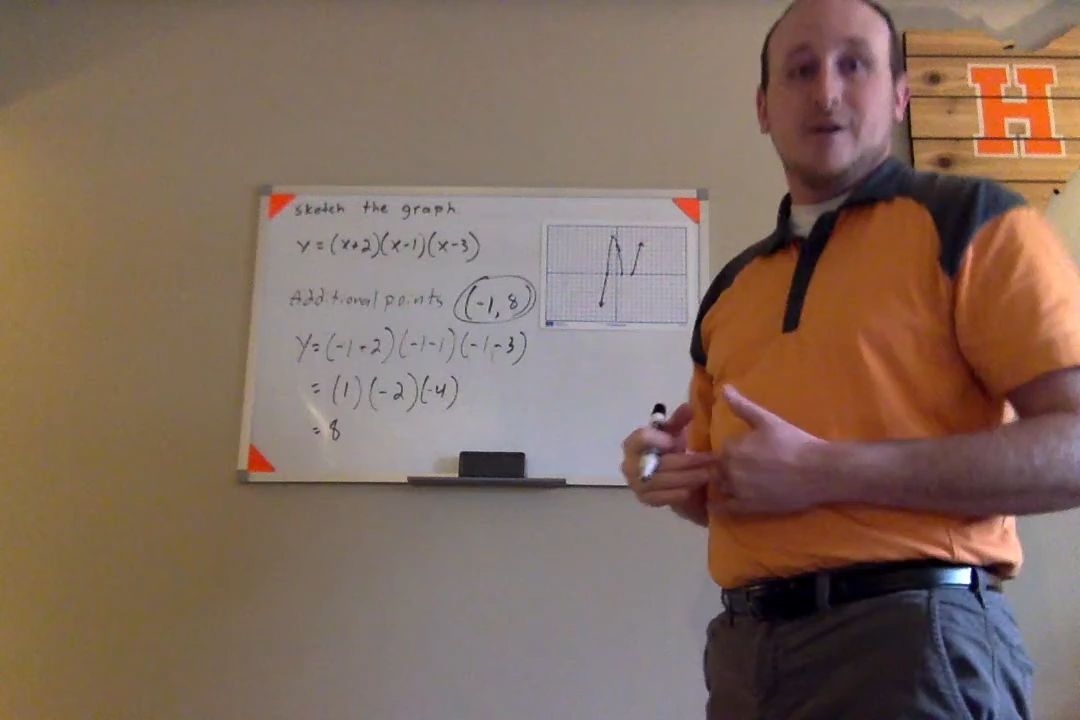 sketch the graph
y = (x+2)(x-1)(x-3)
Additional points (-1, 8)
y = (-1+2)(-1-1)(-1-3)
= (1)(-2)(-4)
= 8
H